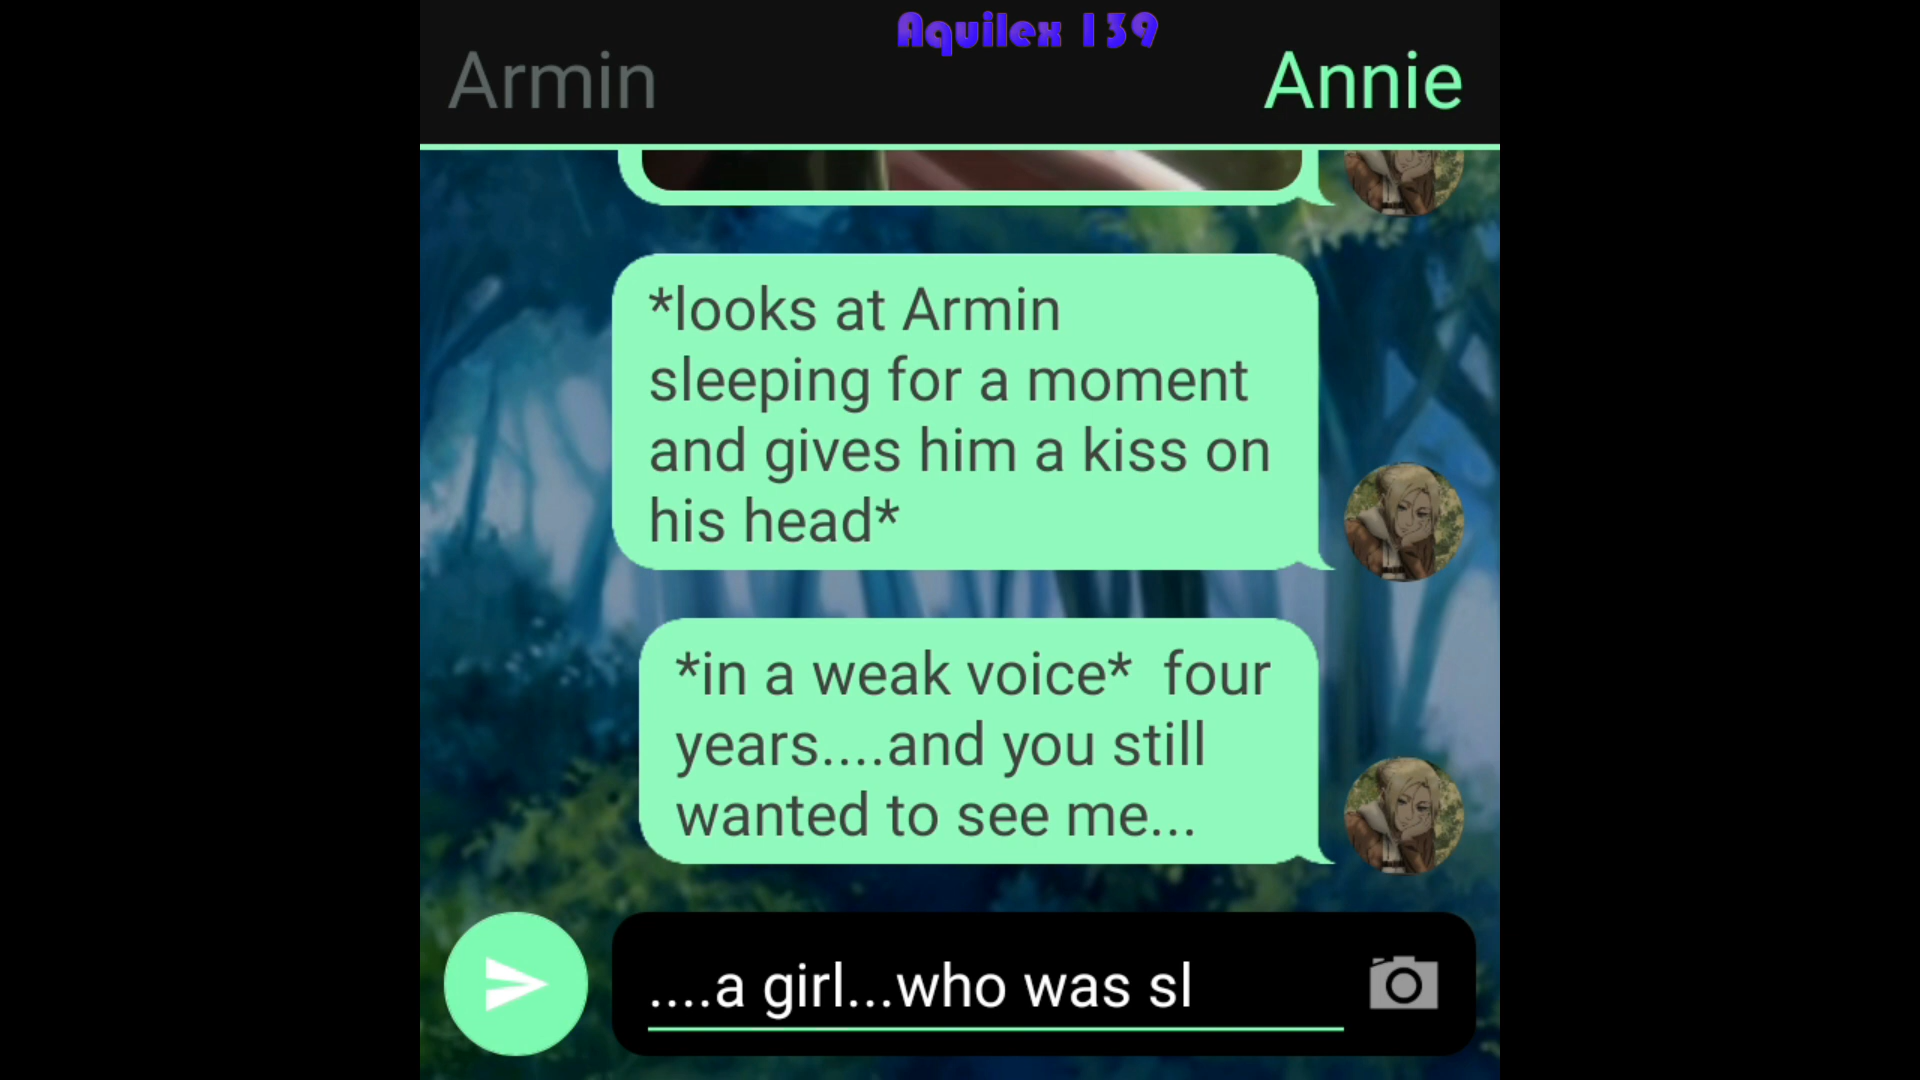 Aquilex 139
Armin
Annie
*looks at Armin
sleeping for a moment
and gives him a kiss on
his head*
*in a weak voice*  four
years....and you still
wanted to see me...
....a girl...who was sl